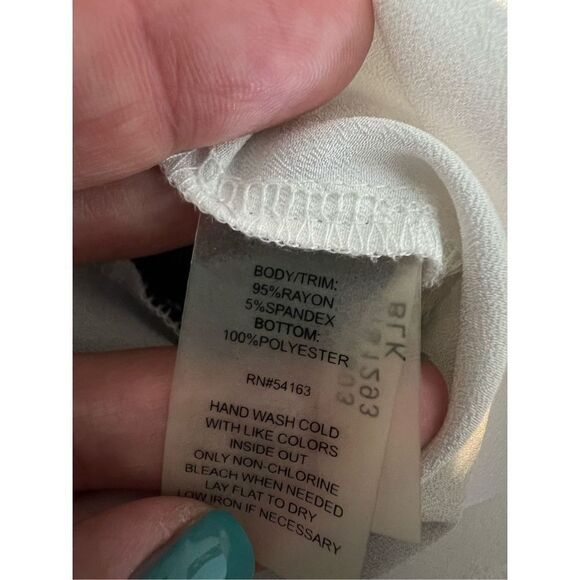 BODY/TRIM:
95%RAYON
5%SPANDEX
BOTTOM:
100%POLYESTER
RN#54163
HAND WASH COLD
WITH LIKE COLORS
INSIDE OUT
ONLY NON-CHLORINE
BLEACH WHEN NEEDED
LAY FLAT TO DRY
LOW IRON IF NECESSARY
BLK